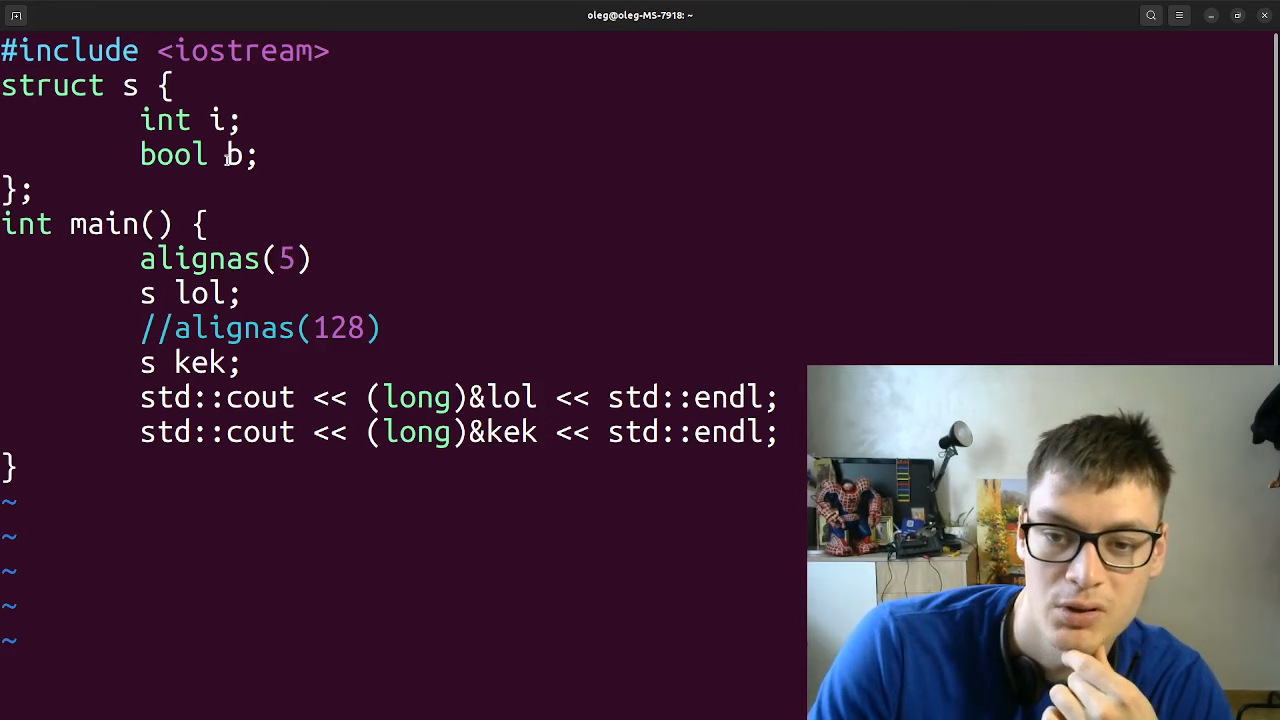 oleg@oleg-MS-7918: ~
#include <iostream>
struct s {
        int i;
        bool b;
};
int main() {
        alignas(5)
        s lol;
        //alignas(128)
        s kek;
        std::cout << (long)&lol << std::endl;
        std::cout << (long)&kek << std::endl;
}
~
~
~
~
~